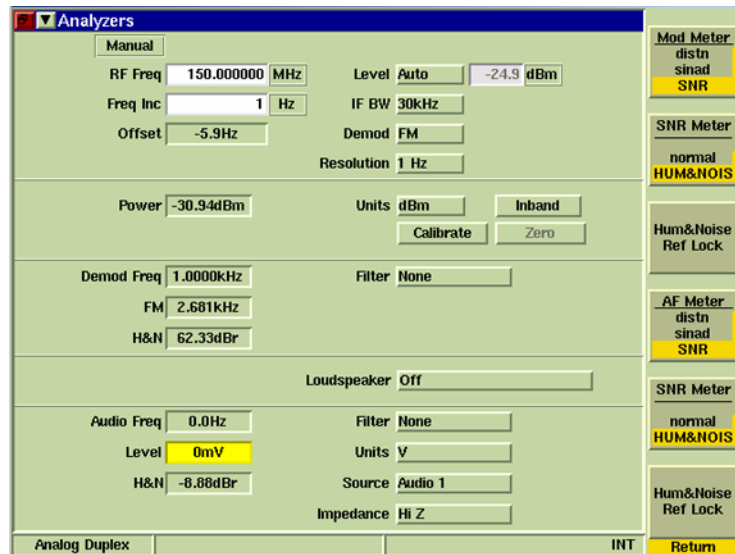 Analyzers
Manual
RF Freq 150.000000 MHz Level Auto -24.9 dBm
Freq Inc 1 Hz IF BW 30kHz
Offset -5.9Hz Demod FM
Resolution 1 Hz
Power -30.94dBm Units dBm Inband
Calibrate Zero
Demod Freq 1.0000kHz Filter None
FM 2.681kHz
H&N 62.33dBr
Loudspeaker Off
Audio Freq 0.0Hz Filter None
Level 0mV Units V
H&N -8.88dBr Source Audio 1
Impedance Hi Z
Analog Duplex INT
Mod Meter
distn
sinad
SNR
SNR Meter
normal
HUM&NOIS
Hum&Noise
Ref Lock
AF Meter
distn
sinad
SNR
SNR Meter
normal
HUM&NOIS
Hum&Noise
Ref Lock
Return